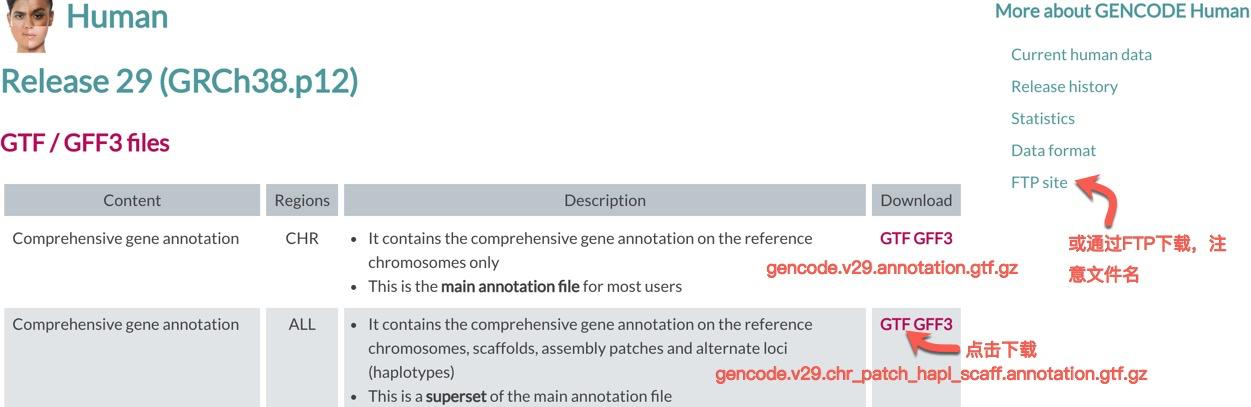 Human
More about GENCODE Human
Current human data
Release history
Statistics
Data format
FTP site
或通过FTP下载，注
意文件名
Release 29 (GRCh38.p12)
GTF / GFF3 files
Content Regions Description Download
Comprehensive gene annotation CHR • It contains the comprehensive gene annotation on the reference GTF GFF3
chromosomes only
gencode.v29.annotation.gtf.gz
• This is the main annotation file for most users
Comprehensive gene annotation ALL • It contains the comprehensive gene annotation on the reference GTF GFF3
chromosomes, scaffolds, assembly patches and alternate loci
点击下载
(haplotypes)
gencode.v29.chr_patch_hapl_scaff.annotation.gtf.gz
• This is a superset of the main annotation file